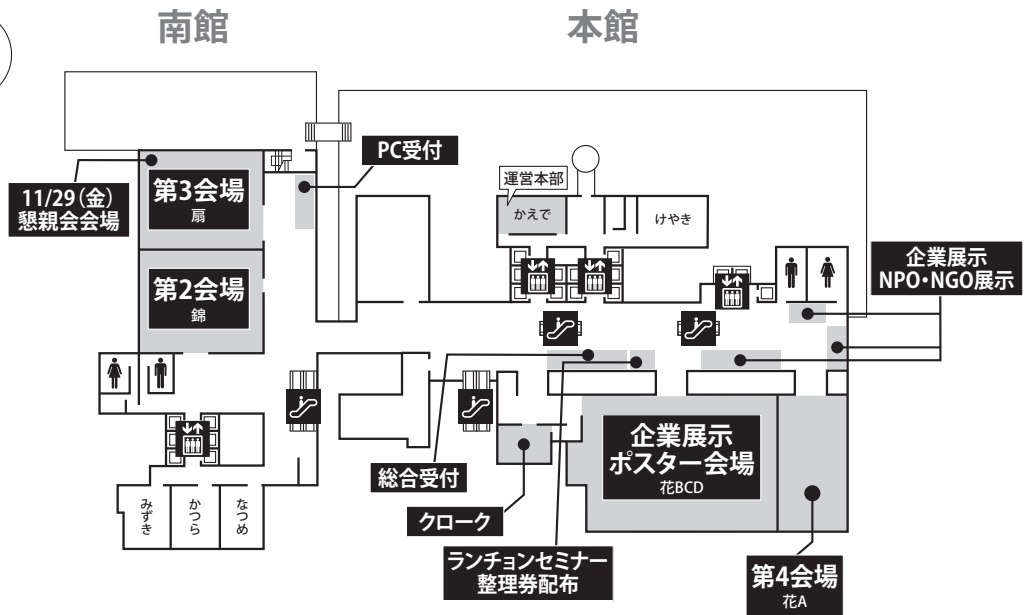 南館
本館
PC受付
11/29（金）
懇親会会場
第3会場
扇
運営本部
かえで
けやき
第2会場
錦
企業展示
NPO・NGO展示
企業展示
ポスター会場
花BCD
総合受付
クローク
みずき
かつら
なつめ
ランチョンセミナー
整理券配布
第4会場
花A